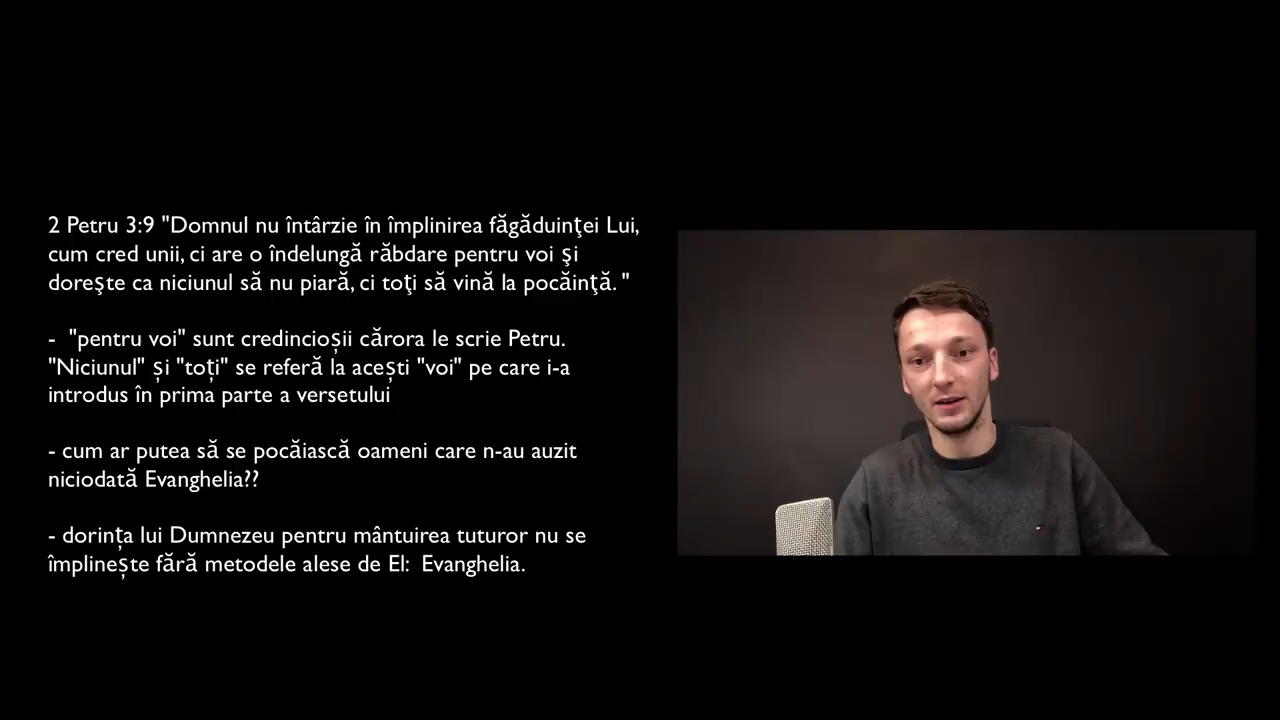 2 Petru 3:9 "Domnul nu întârzie în împlinirea făgăduinţei Lui,
cum cred unii, ci are o îndelungă răbdare pentru voi şi
doreşte ca niciunul să nu piară, ci toţi să vină la pocăinţă. "
-  "pentru voi" sunt credincioșii cărora le scrie Petru.
"Niciunul" și "toți" se referă la acești "voi" pe care i-a
introdus în prima parte a versetului
- cum ar putea să se pocăiască oameni care n-au auzit
niciodată Evanghelia??
- dorința lui Dumnezeu pentru mântuirea tuturor nu se
împlinește fără metodele alese de El:  Evanghelia.